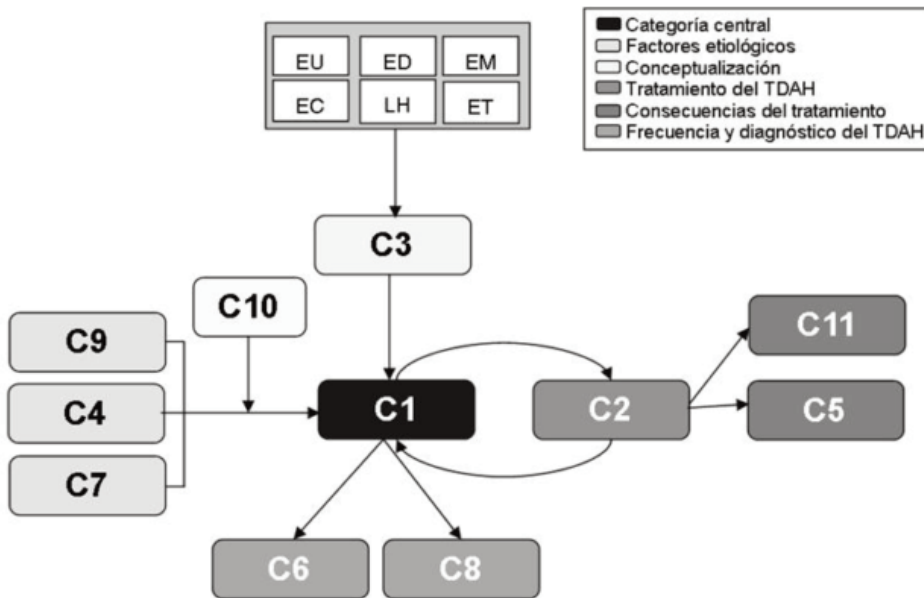 EU ED EM
EC LH ET
Categoría central
Factores etiológicos
Conceptualización
Tratamiento del TDAH
Consecuencias del tratamiento
Frecuencia y diagnóstico del TDAH
C3
C10
C9
C4
C7
C1
C2
C11
C5
C6
C8